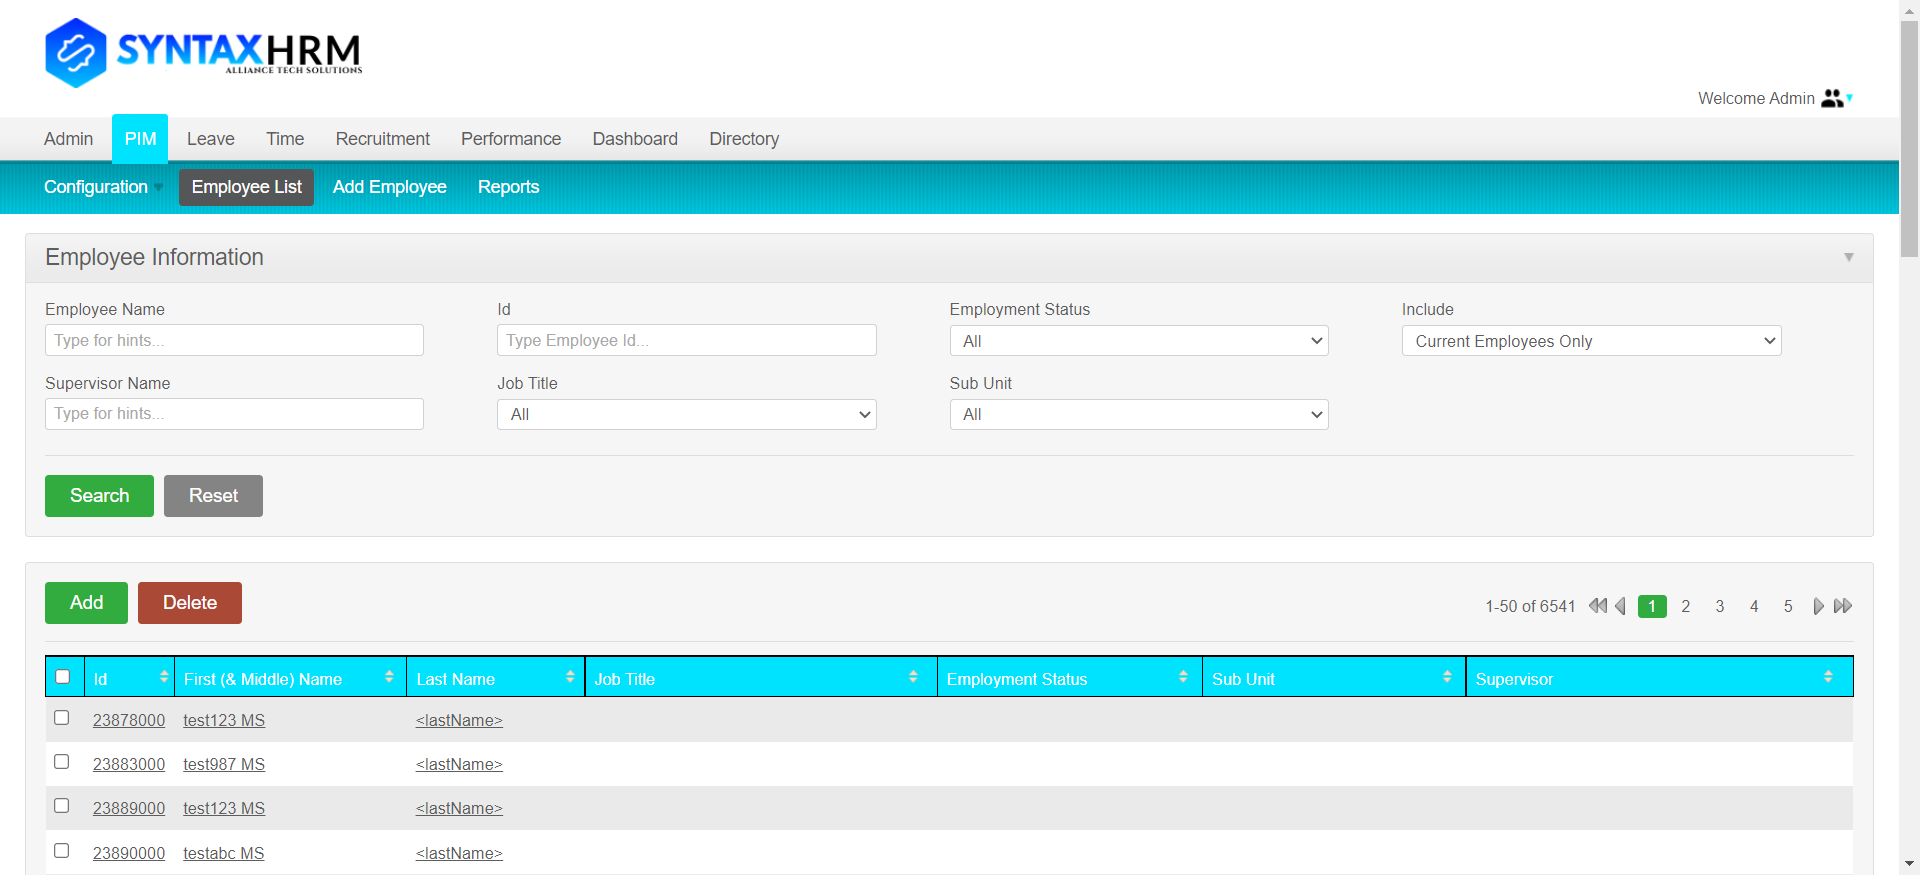 SYNTAXHRM
ALLIANCE TECH SOLUTIONS
Welcome Admin
Admin PIM Leave Time Recruitment Performance Dashboard Directory
Configuration Employee List Add Employee Reports
Employee Information
Employee Name Id Employment Status Include
Type for hints... Type Employee Id... All Current Employees Only
Supervisor Name Job Title Sub Unit
Type for hints... All All
Search Reset
Add Delete 1-50 of 6541 1 2 3 4 5
Id First (& Middle) Name Last Name Job Title Employment Status Sub Unit Supervisor
23878000 test123 MS <lastName>
23883000 test987 MS <lastName>
23889000 test123 MS <lastName>
23890000 testabc MS <lastName>